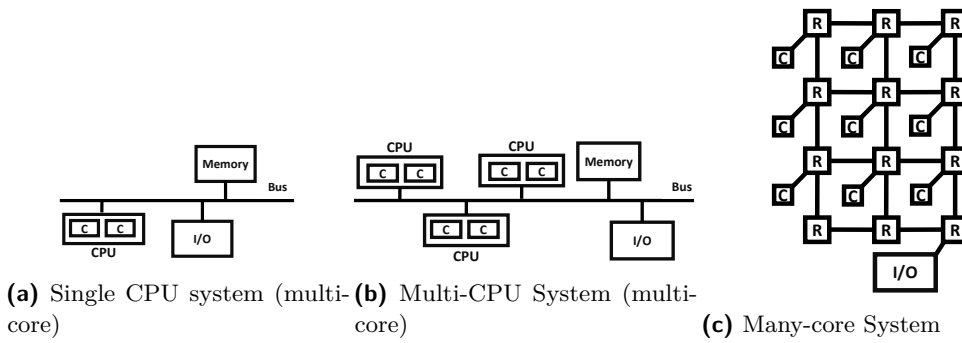 R R R
C C C
R R R
C C C
R R R
C C C
R R R
I/O
Memory
Bus
C C
CPU
I/O
CPU
C C
CPU
C C
Memory
Bus
C C
CPU
I/O
(a) Single CPU system (multi-
core)
(b) Multi-CPU System (multi-
core)
(c) Many-core System